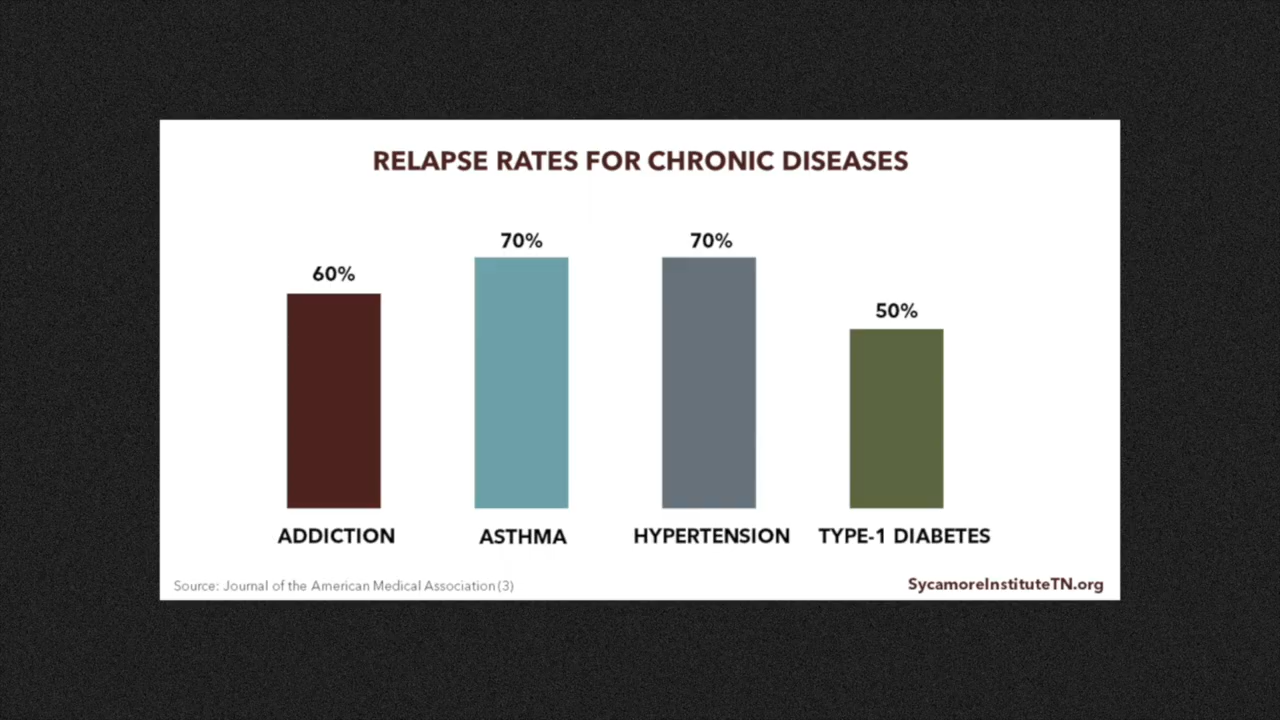 RELAPSE RATES FOR CHRONIC DISEASES
60%
70%
70%
50%
ADDICTION
ASTHMA
HYPERTENSION
TYPE-1 DIABETES
Source: Journal of the American Medical Association (3)
SycamoreInstituteTN.org